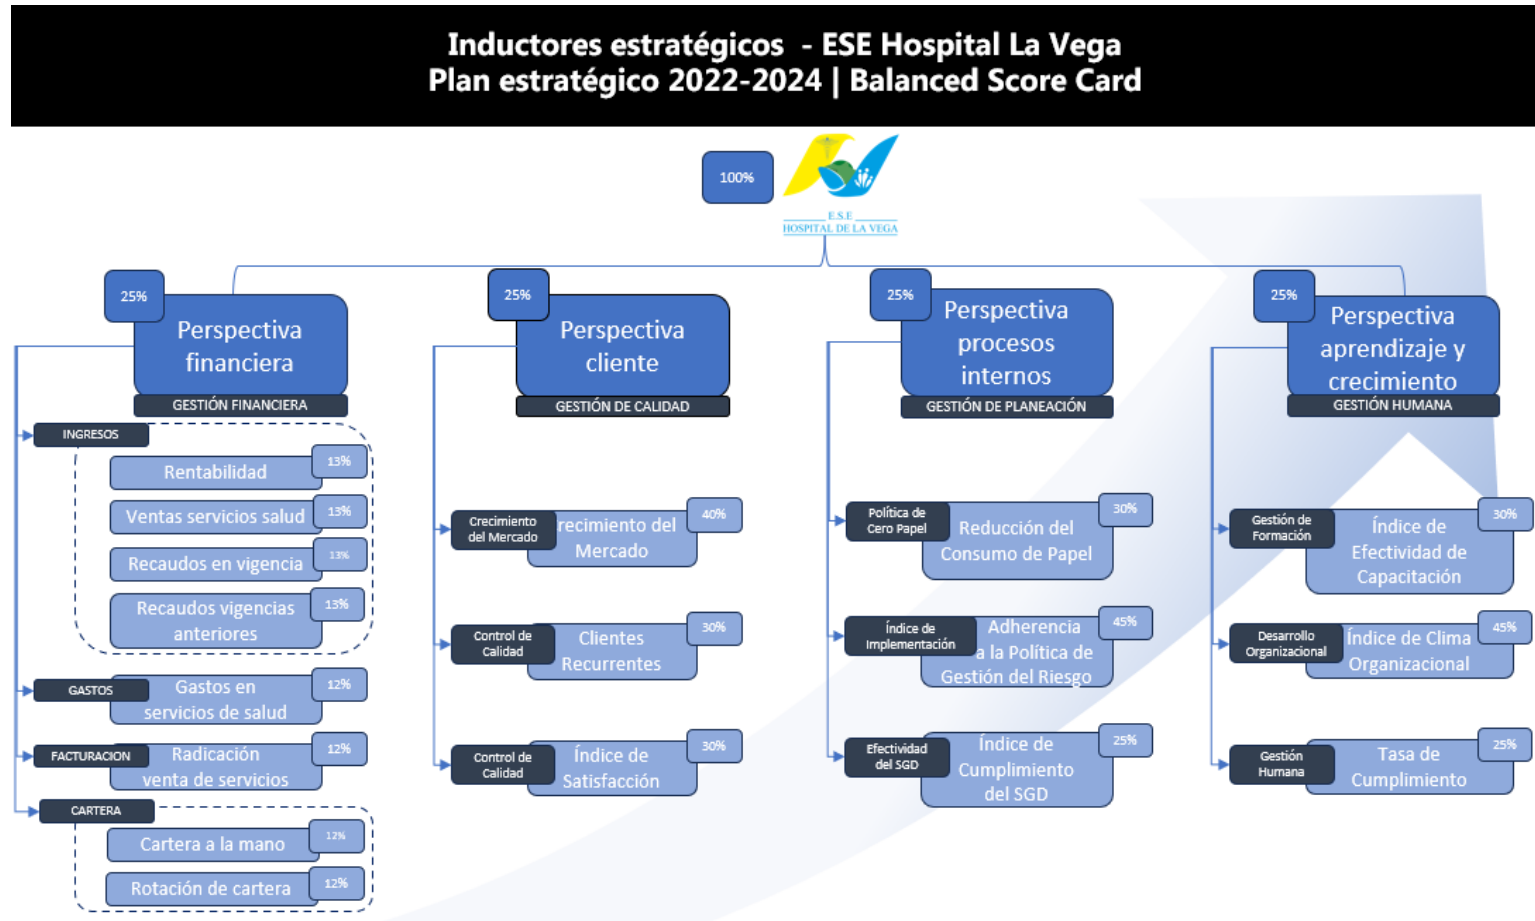 Inductores estratégicos - ESE Hospital La Vega
Plan estratégico 2022-2024 | Balanced Score Card
100%
E.S.E
HOSPITAL DE LA VEGA
25%
Perspectiva
financiera
GESTIÓN FINANCIERA
INGRESOS
Rentabilidad
13%
Ventas servicios salud
13%
Recaudos en vigencia
13%
Recaudos vigencias
anteriores
13%
GASTOS
Gastos en
servicios de salud
12%
FACTURACION
Radicación
venta de servicios
12%
CARTERA
Cartera a la mano
12%
Rotación de cartera
12%
25%
Perspectiva
cliente
GESTIÓN DE CALIDAD
Crecimiento
del Mercado
recimiento del
Mercado
40%
Control de
Calidad
Clientes
Recurrentes
30%
Control de
Calidad
Índice de
Satisfacción
30%
25%
Perspectiva
procesos
internos
GESTIÓN DE PLANEACIÓN
Política de
Cero Papel
Reducción del
Consumo de Papel
30%
Índice de
Implementación
Adherencia
a la Política de
Gestión del Riesgo
45%
Efectividad
del SGD
Índice de
Cumplimiento
del SGD
25%
25%
Perspectiva
aprendizaje y
crecimiento
GESTIÓN HUMANA
Gestión de
Formación
Índice de
Efectividad de
Capacitación
30%
Desarrollo
Organizacional
Índice de Clima
Organizacional
45%
Gestión
Humana
Tasa de
Cumplimiento
25%